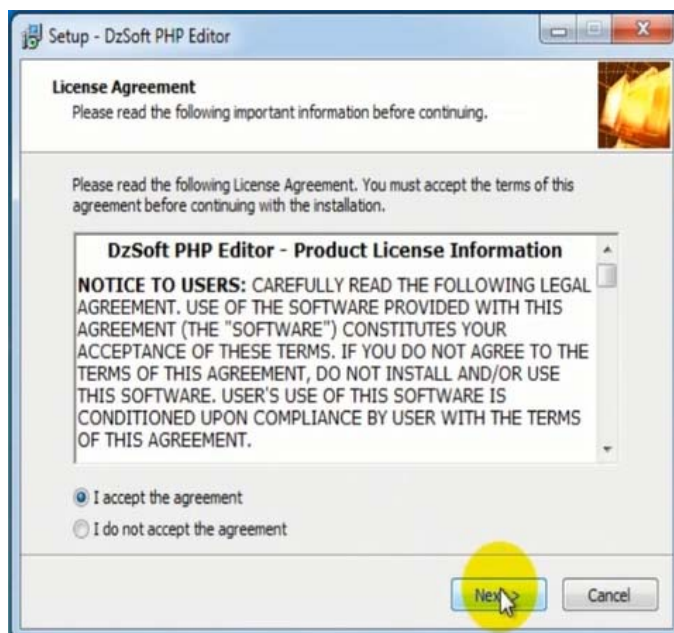 Setup - DzSoft PHP Editor
License Agreement
Please read the following important information before continuing.
Please read the following License Agreement. You must accept the terms of this
agreement before continuing with the installation.
DzSoft PHP Editor - Product License Information
NOTICE TO USERS: CAREFULLY READ THE FOLLOWING LEGAL
AGREEMENT. USE OF THE SOFTWARE PROVIDED WITH THIS
AGREEMENT (THE "SOFTWARE") CONSTITUTES YOUR
ACCEPTANCE OF THESE TERMS. IF YOU DO NOT AGREE TO THE
TERMS OF THIS AGREEMENT, DO NOT INSTALL AND/OR USE
THIS SOFTWARE. USER'S USE OF THIS SOFTWARE IS
CONDITIONED UPON COMPLIANCE BY USER WITH THE TERMS
OF THIS AGREEMENT.
I accept the agreement
I do not accept the agreement
Next >
Cancel